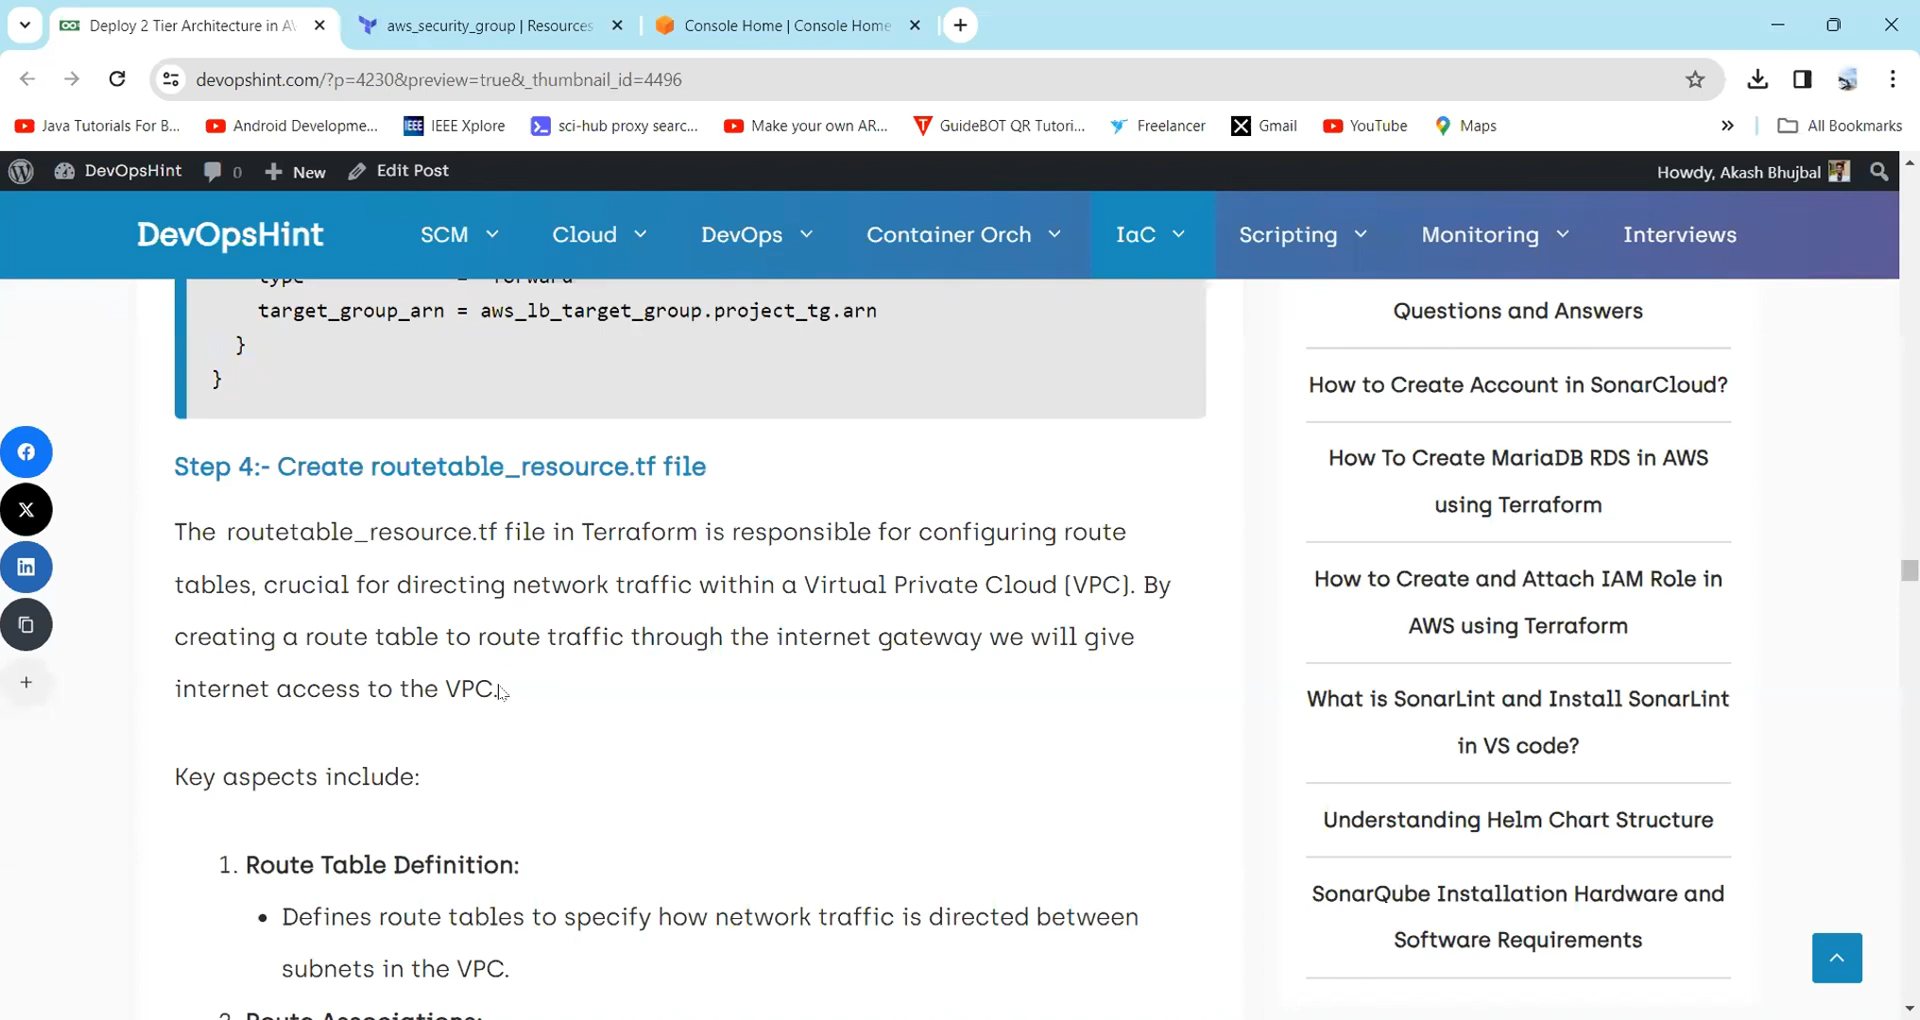 Deploy 2 Tier Architecture in A
aws_security_group | Resources
Console Home | Console Home
devopshint.com/?p=4230&preview=true&_thumbnail_id=4496
Java Tutorials For B...
Android Developme...
IEEE
IEEE Xplore
sci-hub proxy searc...
Make your own AR...
GuideBOT QR Tutori...
Freelancer
Gmail
YouTube
Maps
All Bookmarks
DevOpsHint
0
New
Edit Post
Howdy, Akash Bhujbal
DevOpsHint
SCM
Cloud
DevOps
Container Orch
IaC
Scripting
Monitoring
Interviews
type = forward
target_group_arn = aws_lb_target_group.project_tg.arn
}
}
Step 4:- Create routetable_resource.tf file
The routetable_resource.tf file in Terraform is responsible for configuring route
tables, crucial for directing network traffic within a Virtual Private Cloud (VPC). By
creating a route table to route traffic through the internet gateway we will give
internet access to the VPC.
Key aspects include:
1. Route Table Definition:
• Defines route tables to specify how network traffic is directed between
subnets in the VPC.
2. Route Associations:
Questions and Answers
How to Create Account in SonarCloud?
How To Create MariaDB RDS in AWS
using Terraform
How to Create and Attach IAM Role in
AWS using Terraform
What is SonarLint and Install SonarLint
in VS code?
Understanding Helm Chart Structure
SonarQube Installation Hardware and
Software Requirements